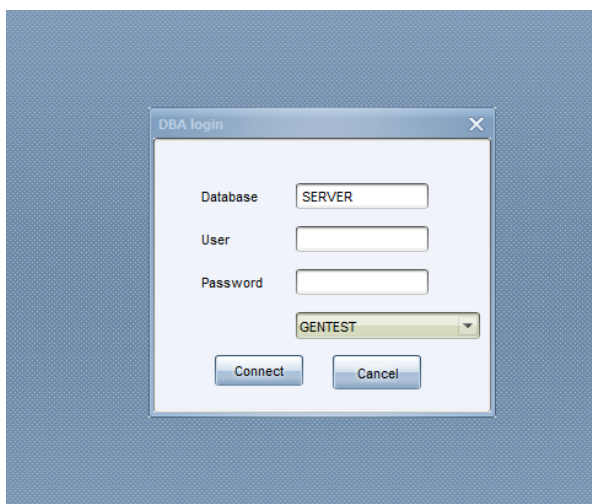 DBA login
Database SERVER
User
Password
GENTEST
Connect Cancel